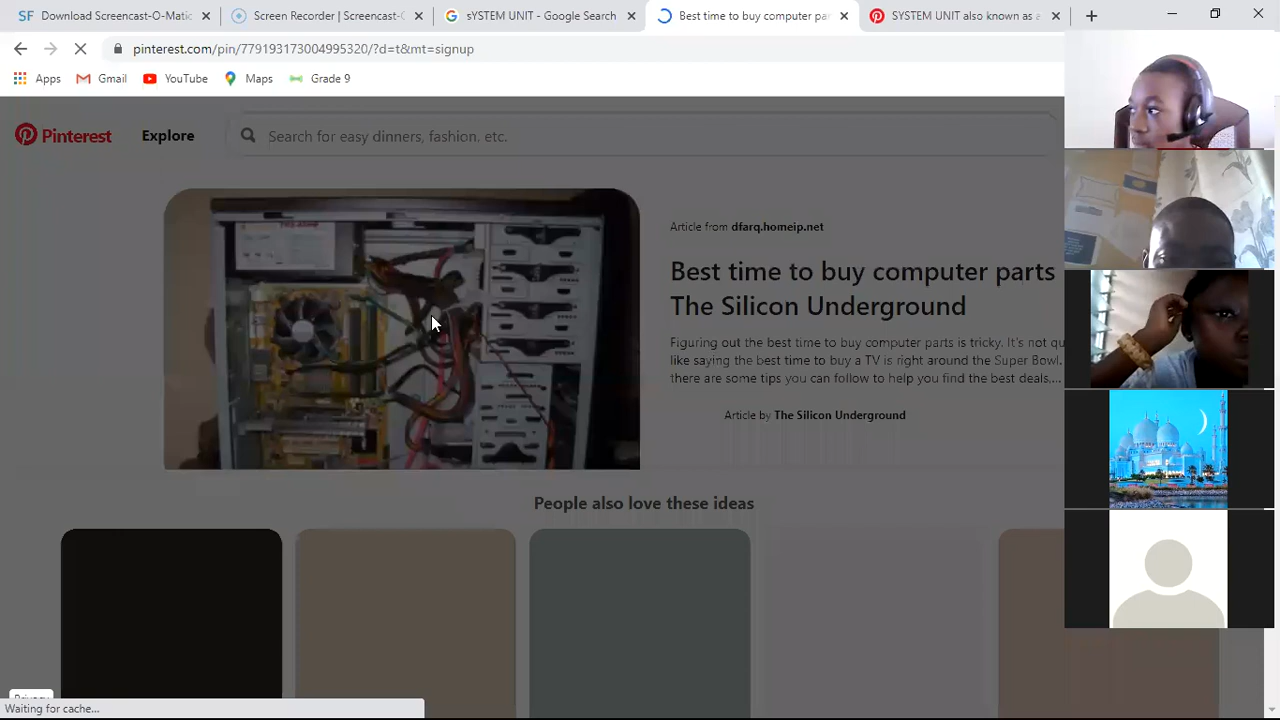 Download Screencast-O-Matic
Screen Recorder | Screencast-O
sYSTEM UNIT - Google Search
Best time to buy computer par
SYSTEM UNIT also known as a
pinterest.com/pin/779193173004995320/?d=t&mt=signup
Apps
Gmail
YouTube
Maps
Grade 9
Pinterest
Explore
Search for easy dinners, fashion, etc.
Article from dfarq.homeip.net
Best time to buy computer parts
The Silicon Underground
Figuring out the best time to buy computer parts is tricky. It's not qu
like saying the best time to buy a TV is right around the Super Bowl.
there are some tips you can follow to help you find the best deals,...
Article by The Silicon Underground
People also love these ideas
Privacy
Waiting for cache...